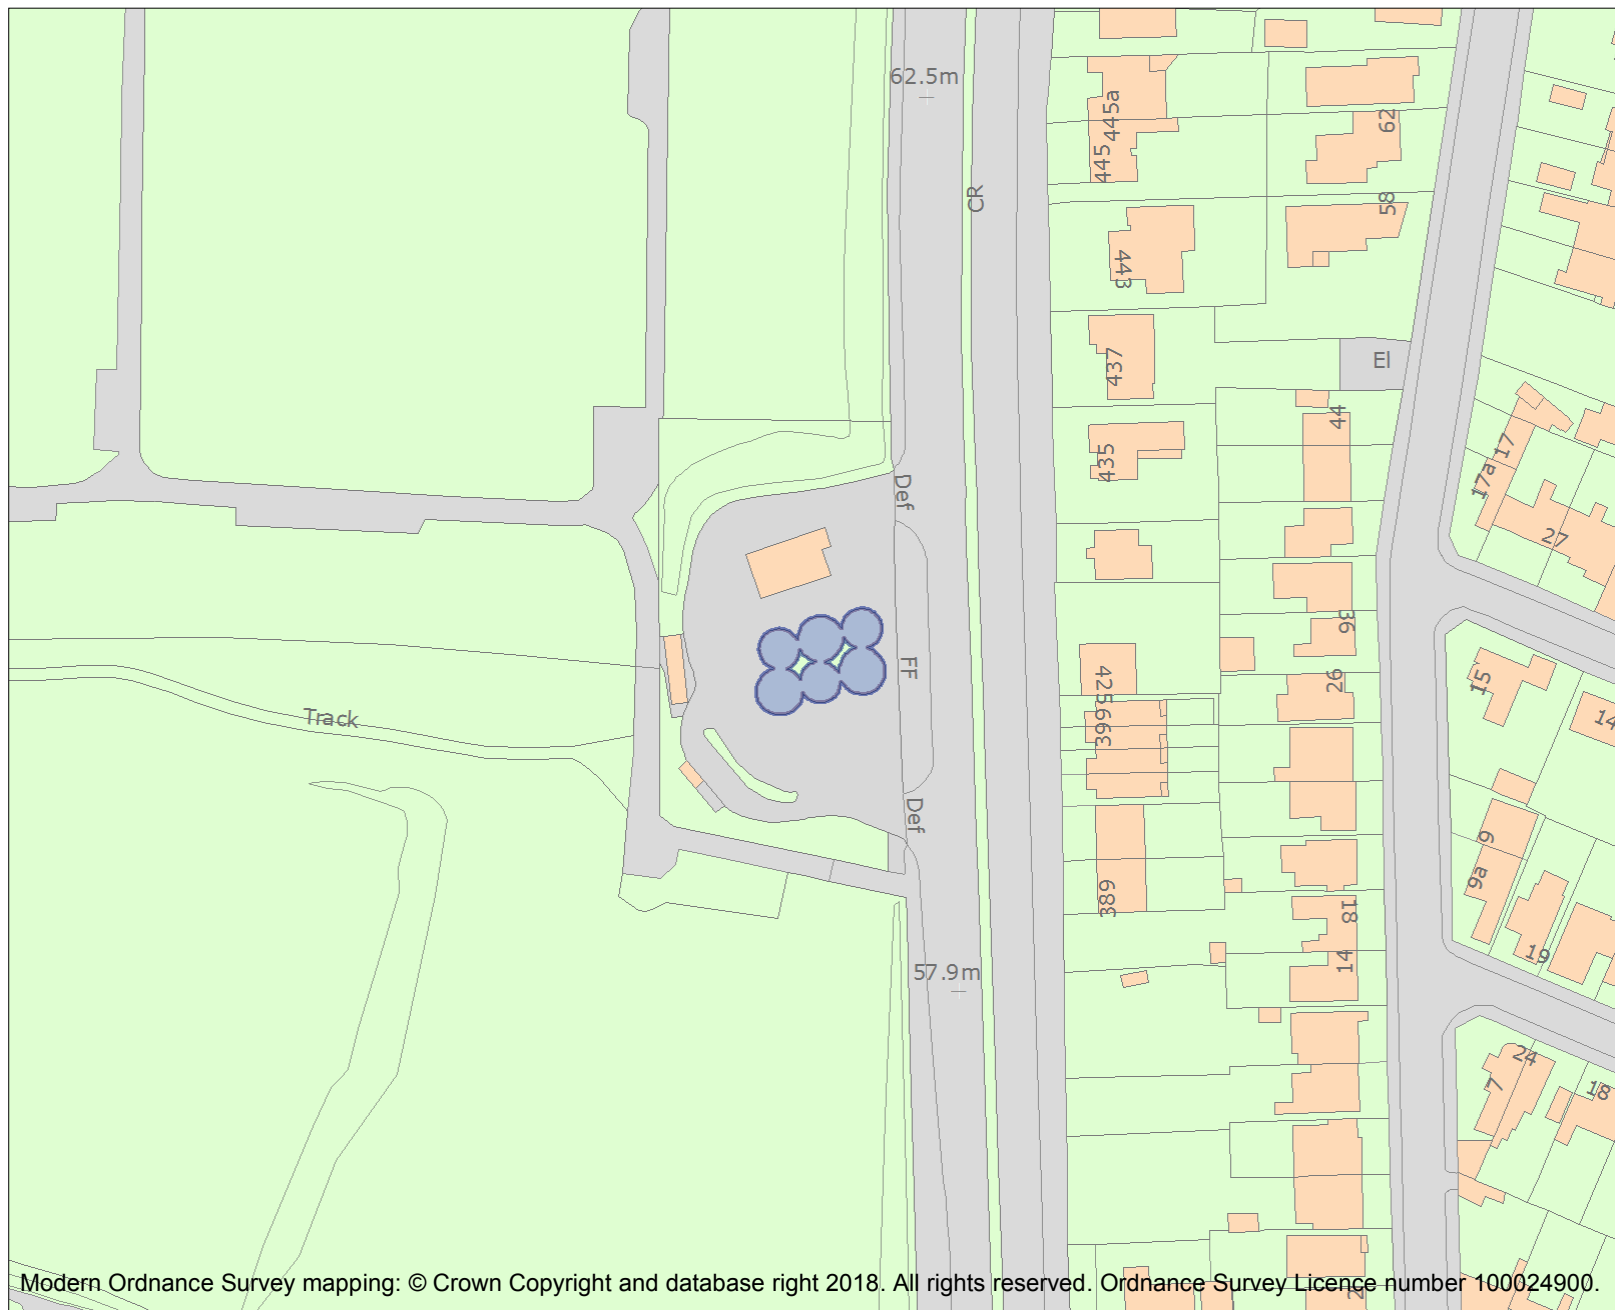 62.5m
CR
445a
445
62
58
443
El
437
44
435
17
17a
27
Def
36
FF
26
425
399
15
14
Track
Def
9
9a
389
18
19
14
57.9m
24
7
18
2
Modern Ordnance Survey mapping: © Crown Copyright and database right 2018. All rights reserved. Ordnance Survey Licence number 100024900.